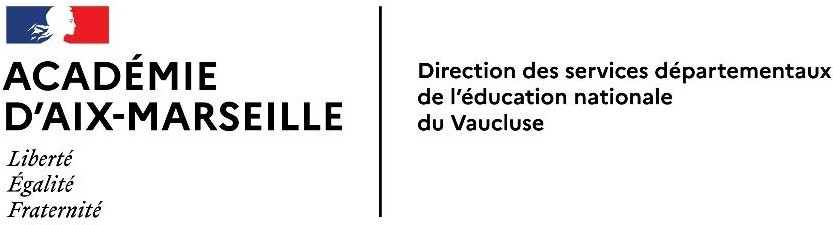 ACADÉMIE
D'AIX-MARSEILLE
Liberté
Égalité
Fraternité
Direction des services départementaux
de l'éducation nationale
du Vaucluse